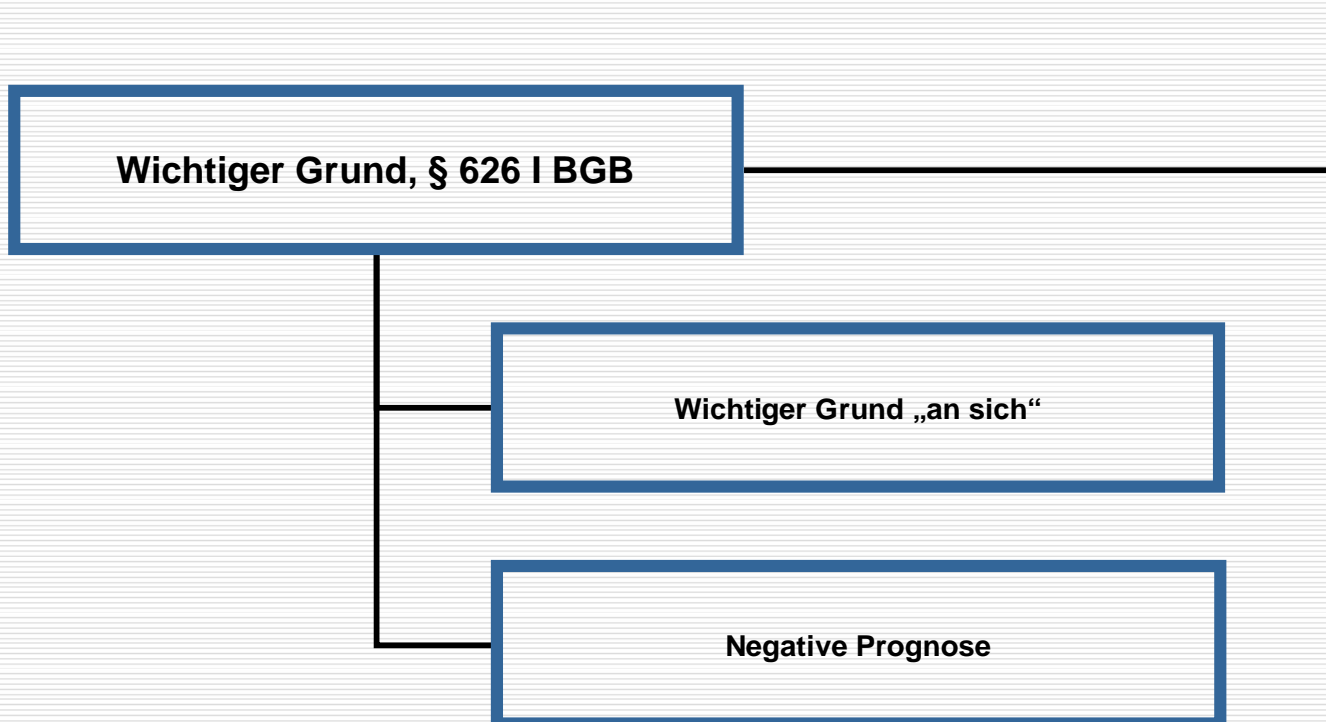 Wichtiger Grund, § 626 I BGB
Wichtiger Grund „an sich“
Negative Prognose